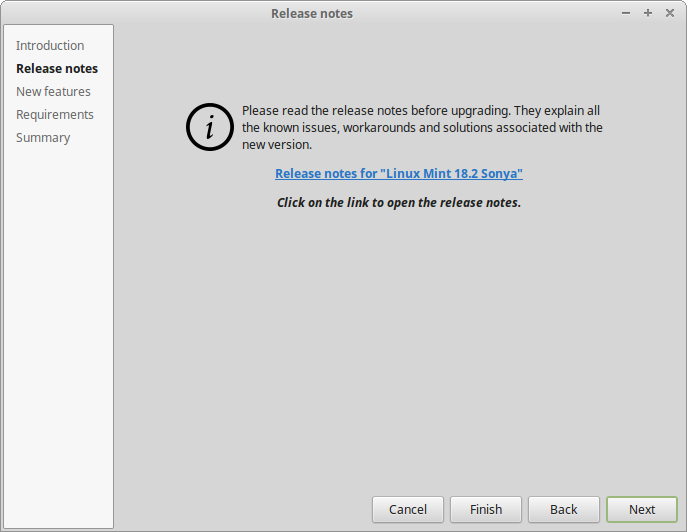 Release notes
Introduction
Release notes
New features
Requirements
Summary
i
Please read the release notes before upgrading. They explain all
the known issues, workarounds and solutions associated with the
new version.
Release notes for "Linux Mint 18.2 Sonya"
Click on the link to open the release notes.
Cancel Finish Back Next